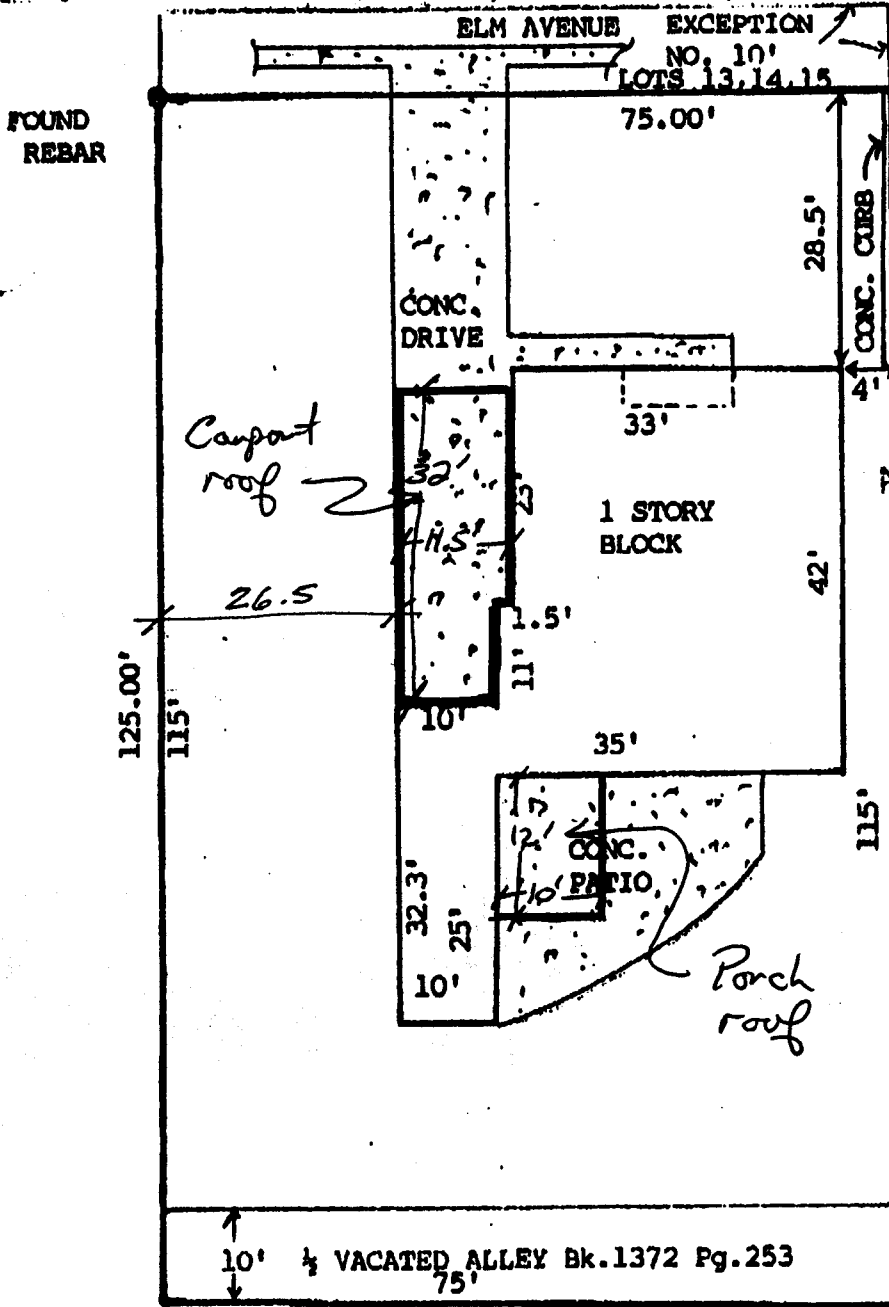 ELM AVENUE
EXCEPTION
NO. 10'
LOTS 13,14,15
75.00'
FOUND
REBAR
28.5'
CONC. CURB
CONC.
DRIVE
4'
33'
Carport
roof
32'
23'
11.5'
1 STORY
BLOCK
42'
26.5
1.5'
11'
10'
125.00'
115'
35'
12'
CONC.
PATIO
10'
115'
32.3'
25'
10'
Porch
roof
10' ½ VACATED ALLEY Bk.1372 Pg.253
75'